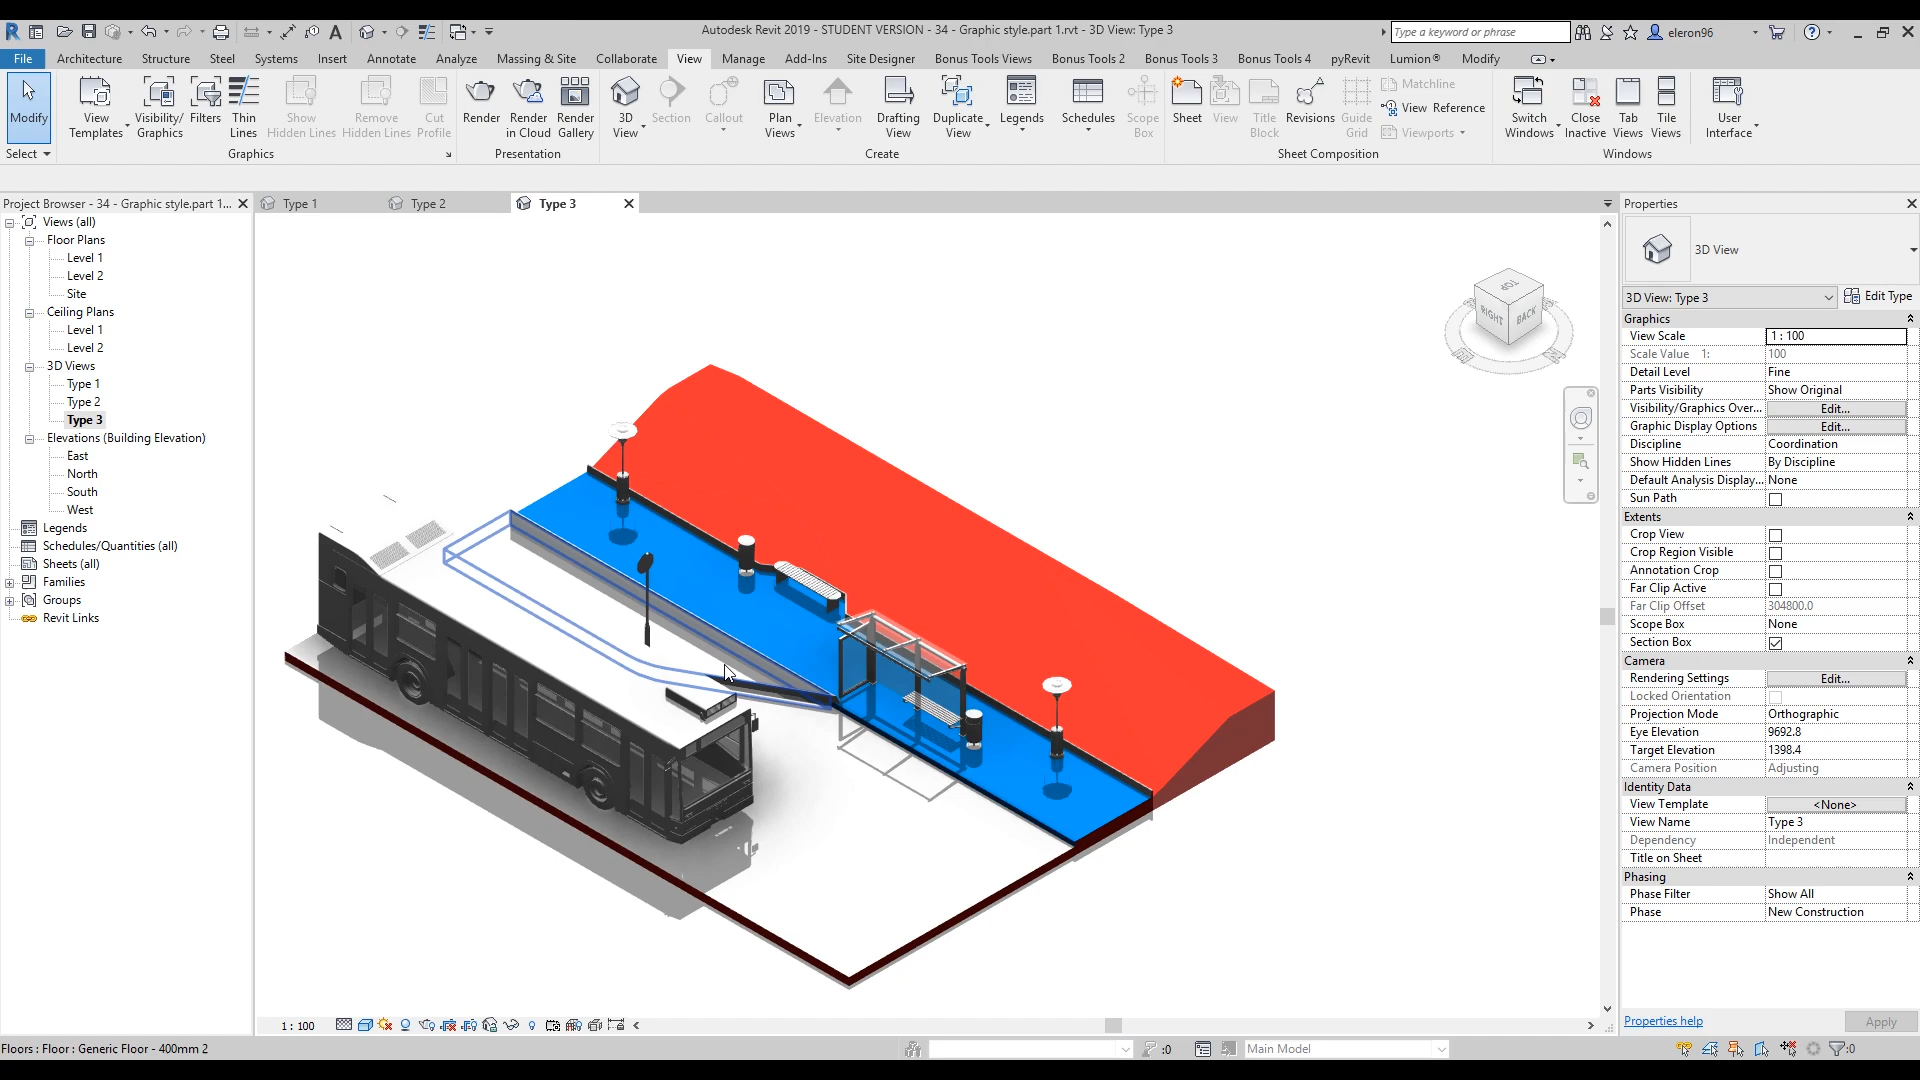 Autodesk Revit 2019 - STUDENT VERSION - 34 - Graphic style.part 1.rvt - 3D View: Type 3
Type a keyword or phrase
eleron96
File Architecture Structure Steel Systems Insert Annotate Analyze Massing & Site Collaborate View Manage Add-Ins Site Designer Bonus Tools Views Bonus Tools 2 Bonus Tools 3 Bonus Tools 4 pyRevit Lumion® Modify
Modify
View Templates
Visibility/ Graphics
Filters
Thin Lines
Show Hidden Lines
Remove Hidden Lines
Cut Profile
Render
Render in Cloud
Render Gallery
3D View
Section
Callout
Plan Views
Elevation
Drafting View
Duplicate View
Legends
Schedules
Scope Box
Sheet
View
Title Block
Revisions
Guide Grid
Matchline
View Reference
Viewports
Switch Windows
Close Inactive
Tab Views
Tile Views
User Interface
Select
Graphics
Presentation
Create
Sheet Composition
Windows
Project Browser - 34 - Graphic style.part 1...
Views (all)
Floor Plans
Level 1
Level 2
Site
Ceiling Plans
Level 1
Level 2
3D Views
Type 1
Type 2
Type 3
Elevations (Building Elevation)
East
North
South
West
Legends
Schedules/Quantities (all)
Sheets (all)
Families
Groups
Revit Links
Type 1
Type 2
Type 3
TOP
RIGHT
BACK
Properties
3D View
3D View: Type 3
Edit Type
Graphics
View Scale 1 : 100
Scale Value 1: 100
Detail Level Fine
Parts Visibility Show Original
Visibility/Graphics Over... Edit...
Graphic Display Options Edit...
Discipline Coordination
Show Hidden Lines By Discipline
Default Analysis Display... None
Sun Path
Extents
Crop View
Crop Region Visible
Annotation Crop
Far Clip Active
Far Clip Offset 304800.0
Scope Box None
Section Box
Camera
Rendering Settings Edit...
Locked Orientation
Projection Mode Orthographic
Eye Elevation 9692.8
Target Elevation 1398.4
Camera Position Adjusting
Identity Data
View Template <None>
View Name Type 3
Dependency Independent
Title on Sheet
Phasing
Phase Filter Show All
Phase New Construction
Properties help
Apply
1 : 100
Floors : Floor : Generic Floor - 400mm 2
:0
Main Model
:0